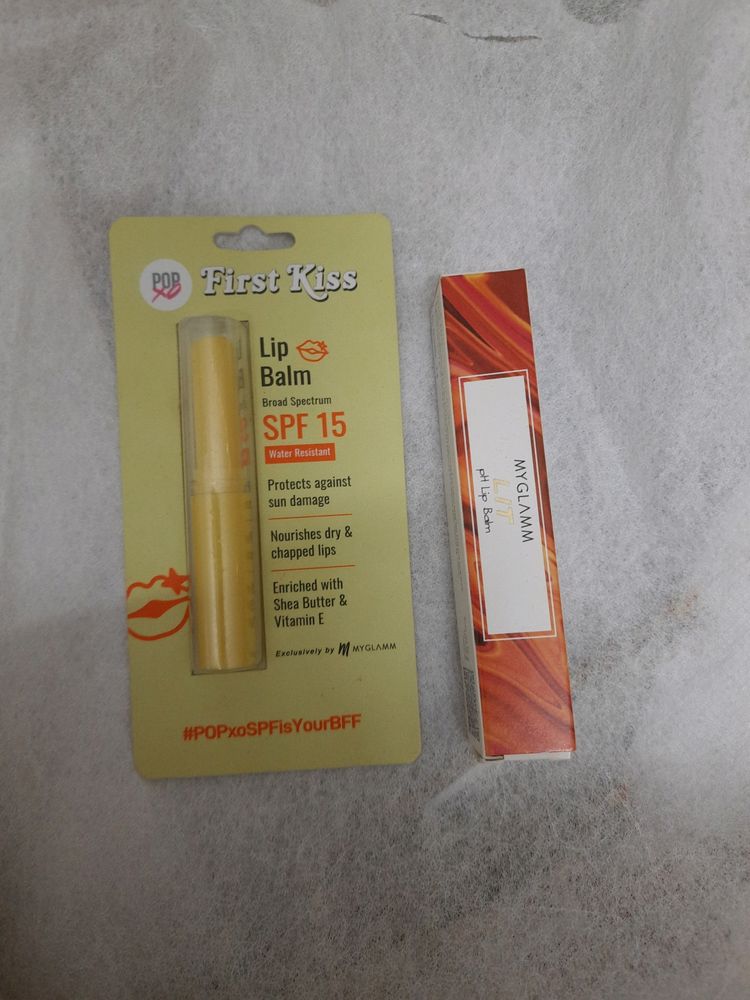 POP
xo
First Kiss
Lip
Balm
Broad Spectrum
SPF 15
Water Resistant
Protects against
sun damage
Nourishes dry &
chapped lips
Enriched with
Shea Butter &
Vitamin E
Exclusively by M MYGLAMM
#POPxoSPFisYourBFF
MYGLAMM
LIT
pH Lip Balm